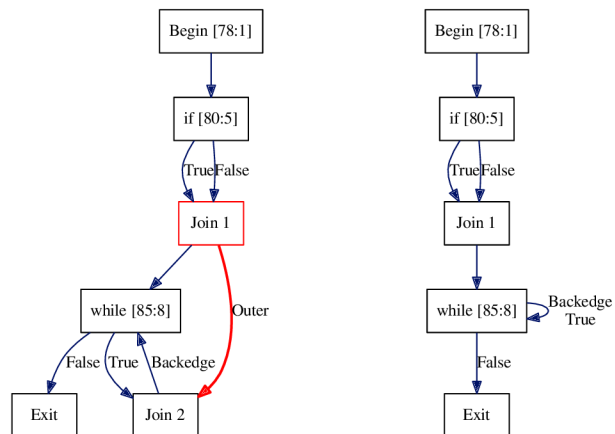 Begin [78:1]
if [80:5]
True False
Join 1
while [85:8]
Outer
False True Backedge
Exit
Join 2
Begin [78:1]
if [80:5]
True False
Join 1
while [85:8]
Backedge
True
False
Exit